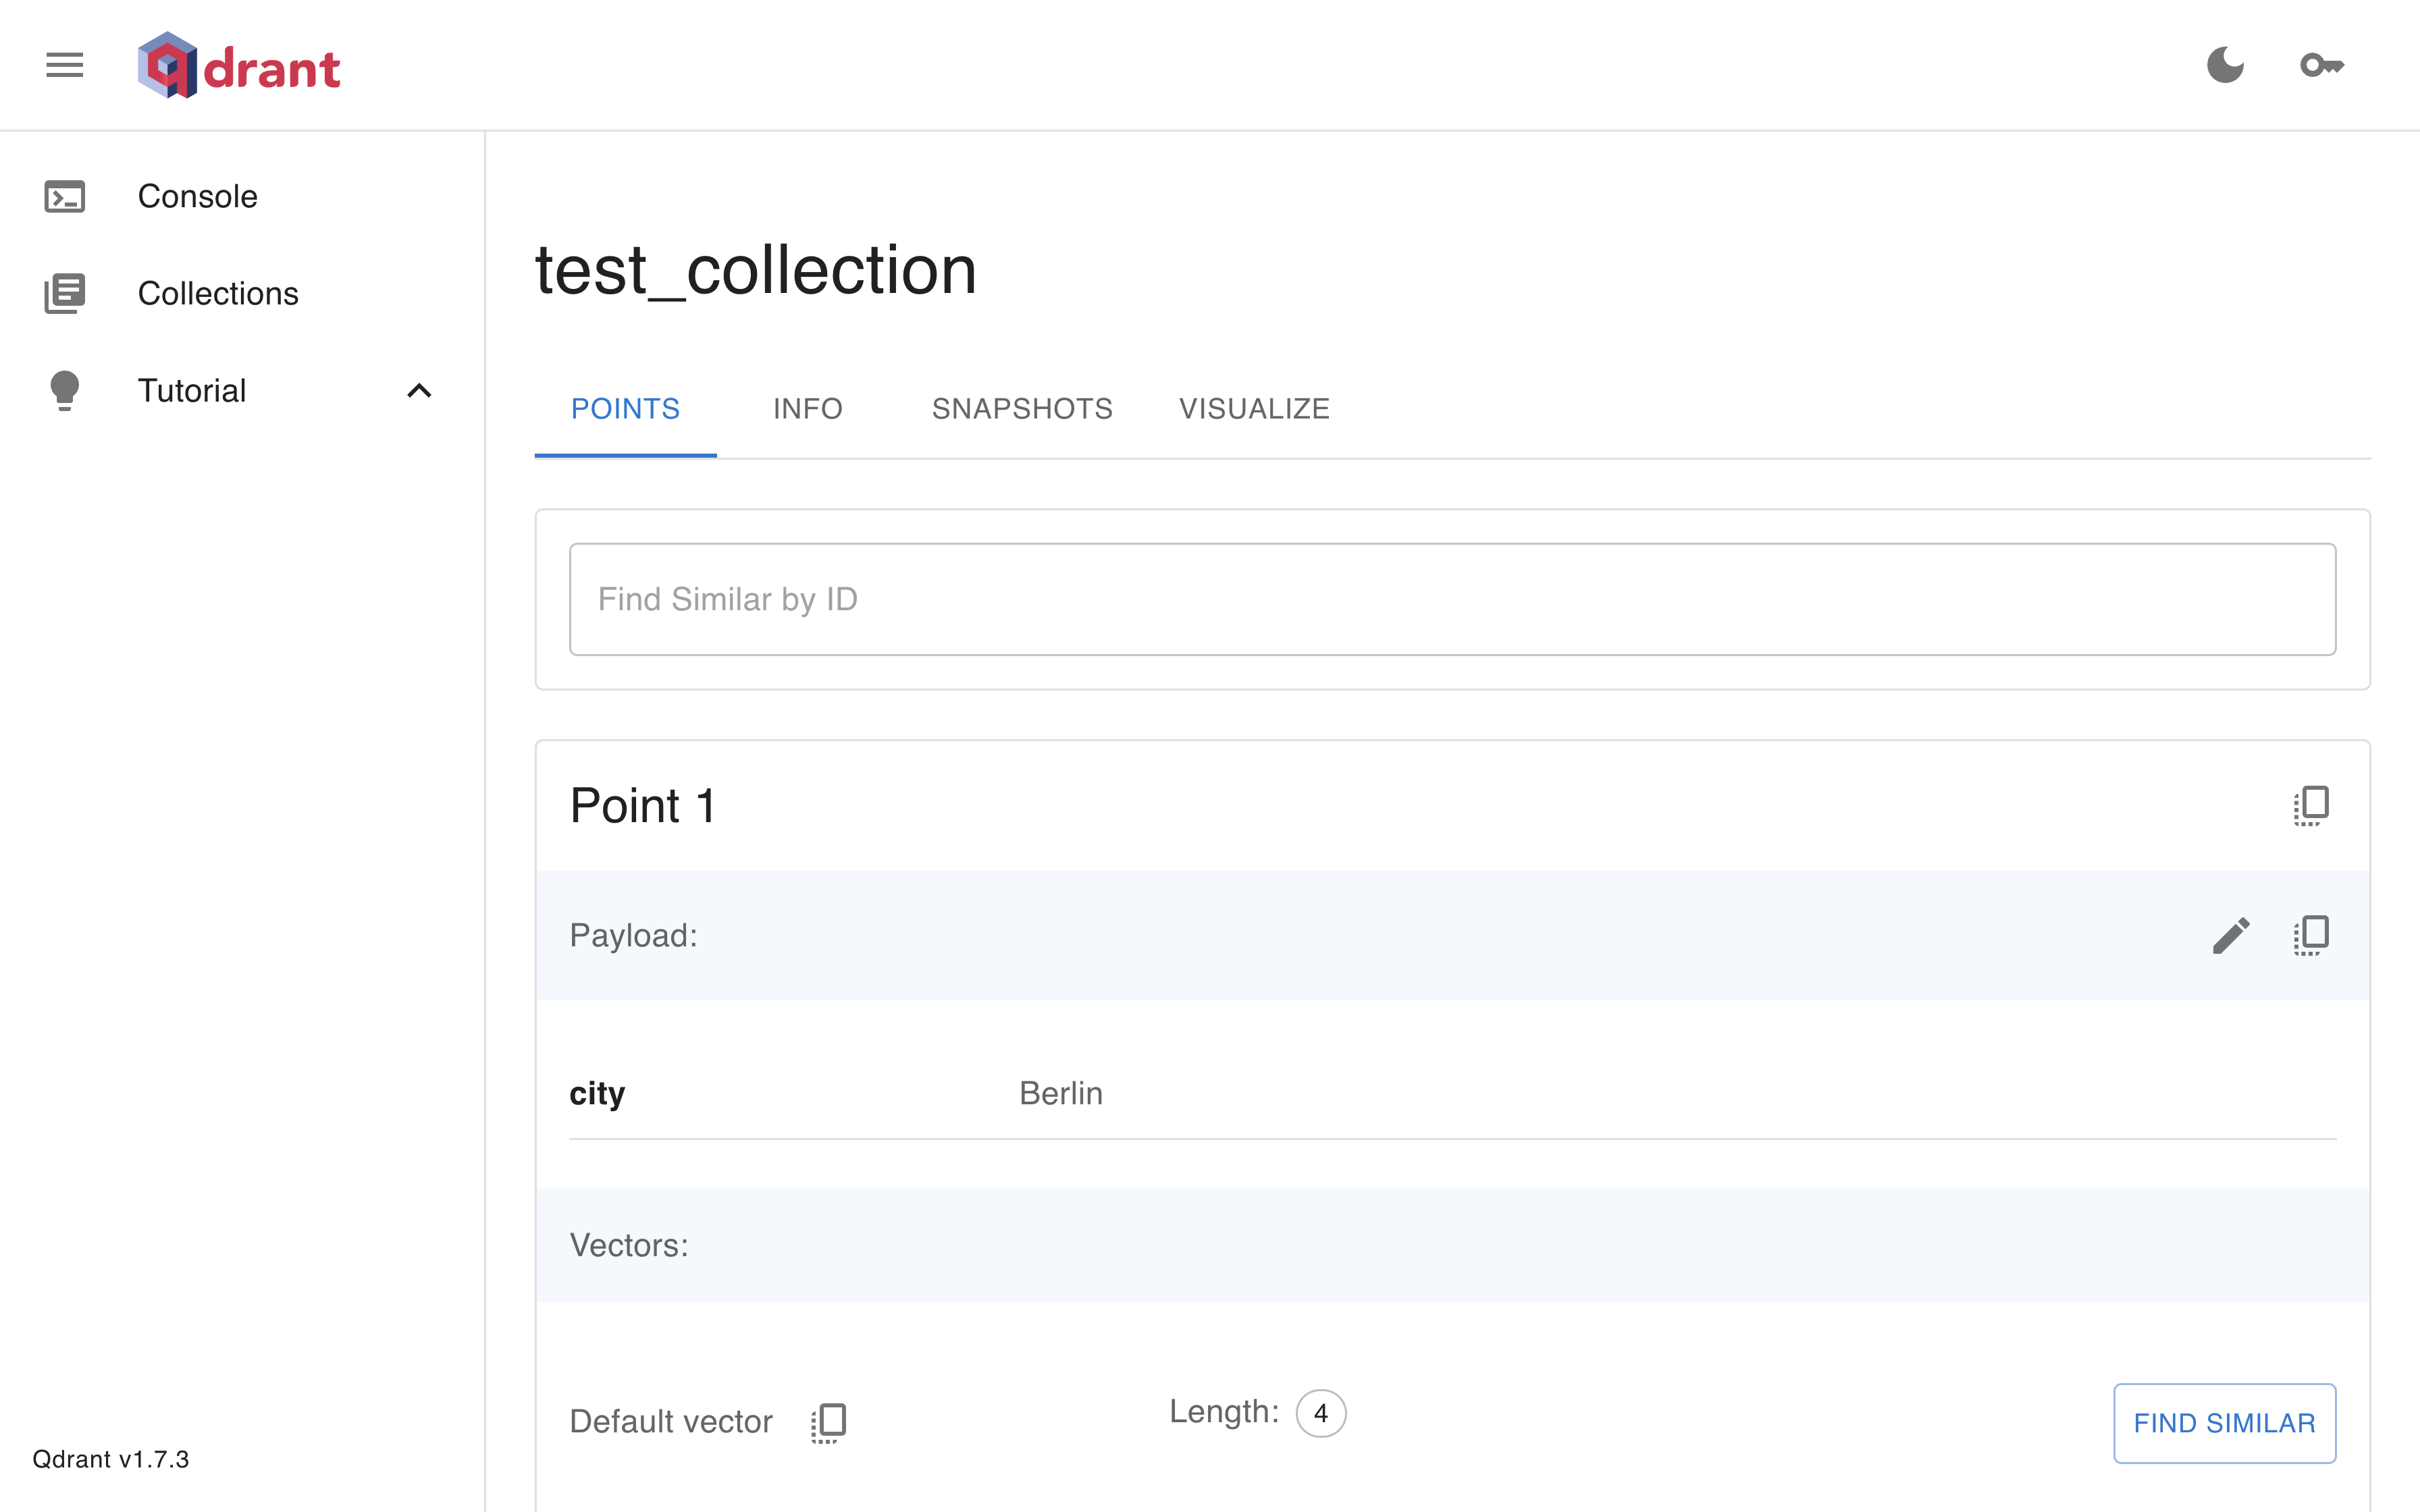 qdrant
Console
Collections
Tutorial
test_collection
POINTS INFO SNAPSHOTS VISUALIZE
Find Similar by ID
Point 1
Payload:
city Berlin
Vectors:
Default vector Length: 4 FIND SIMILAR
Qdrant v1.7.3